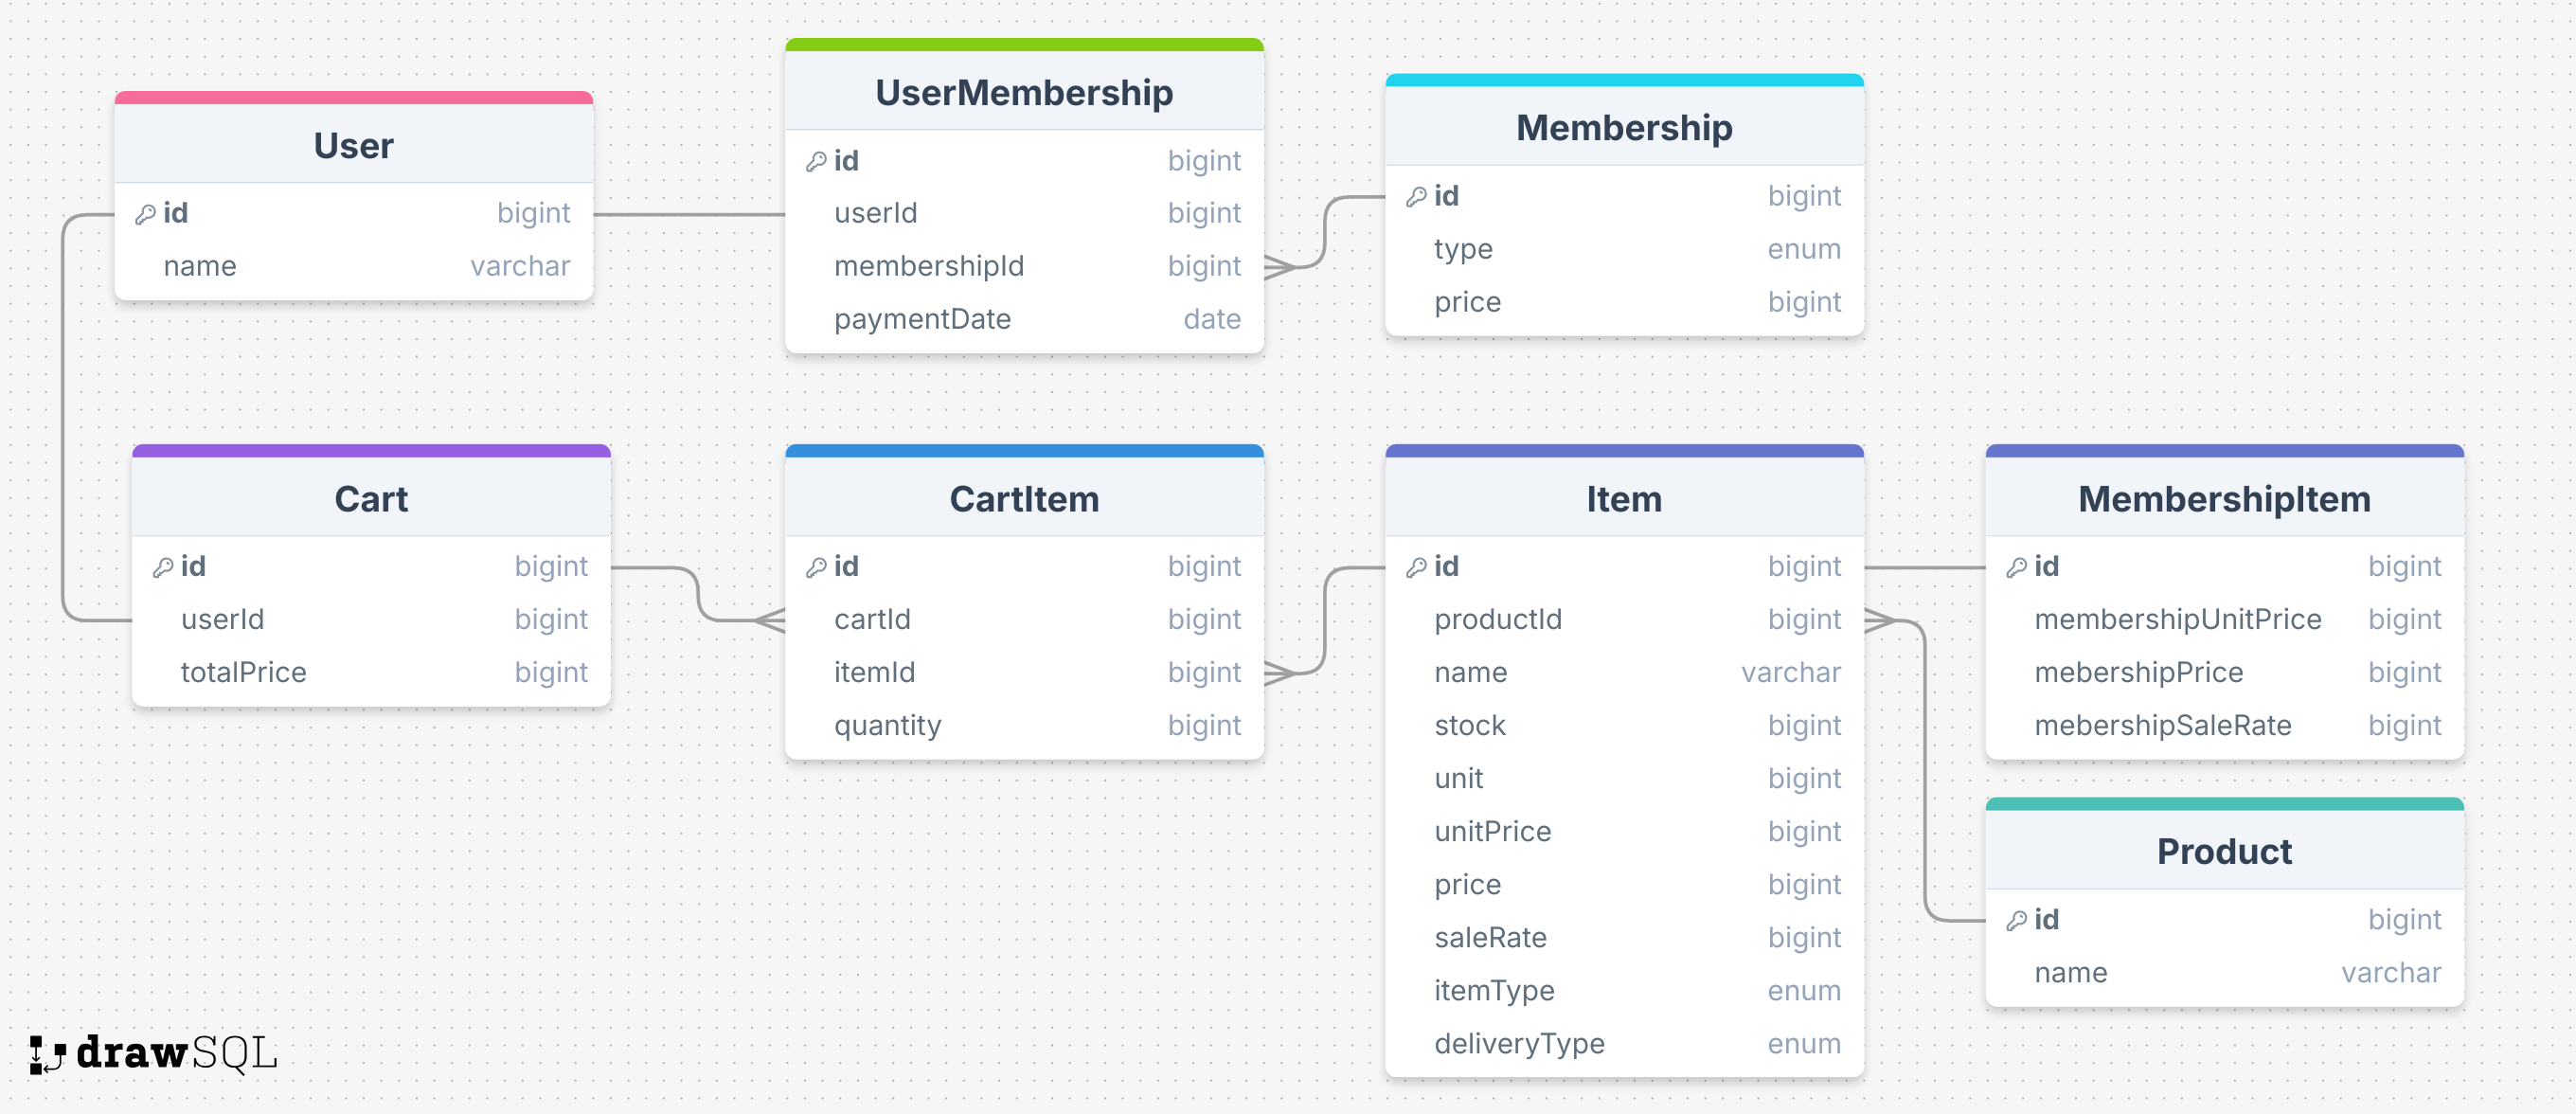 User
id bigint
name varchar
UserMembership
id bigint
userId bigint
membershipId bigint
paymentDate date
Membership
id bigint
type enum
price bigint
Cart
id bigint
userId bigint
totalPrice bigint
CartItem
id bigint
cartId bigint
itemId bigint
quantity bigint
Item
id bigint
productId bigint
name varchar
stock bigint
unit bigint
unitPrice bigint
price bigint
saleRate bigint
itemType enum
deliveryType enum
MembershipItem
id bigint
membershipUnitPrice bigint
mebershipPrice bigint
mebershipSaleRate bigint
Product
id bigint
name varchar
drawSQL